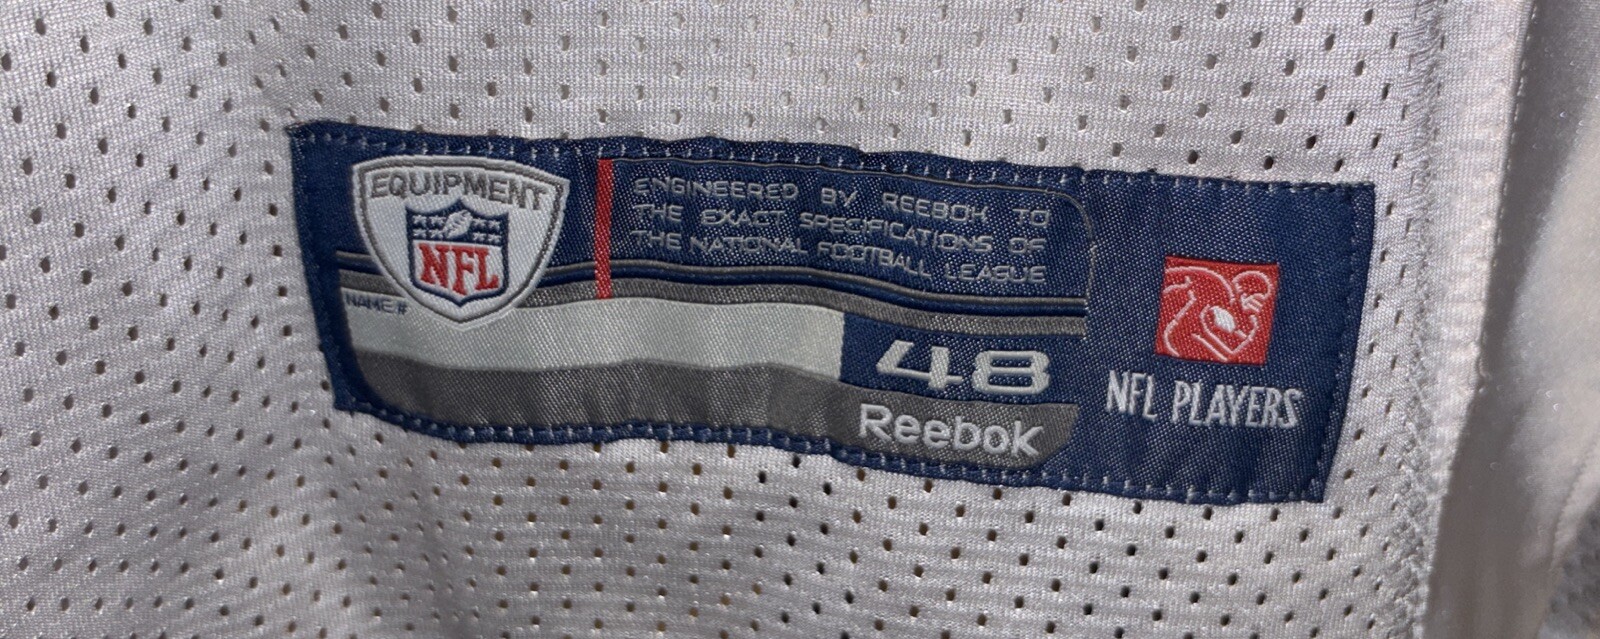 EQUIPMENT
NFL
ENGINEERED BY REEBOK TO
THE EXACT SPECIFICATIONS OF
THE NATIONAL FOOTBALL LEAGUE
NAME/#
48
Reebok
NFL PLAYERS